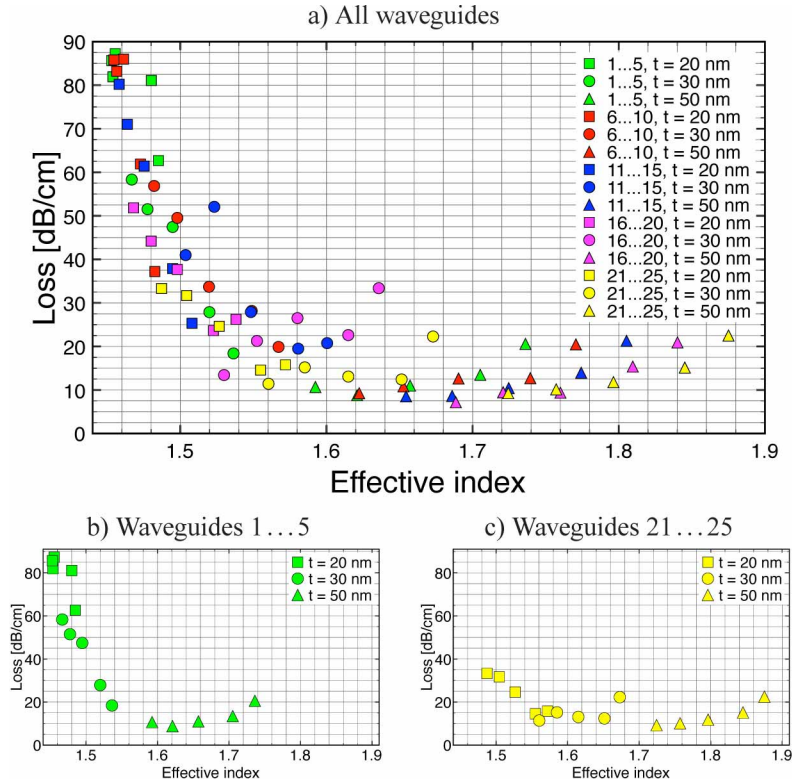 a) All waveguides
90
80
70
60
50
40
30
20
10
0
Loss [dB/cm]
1...5, t = 20 nm
1...5, t = 30 nm
1...5, t = 50 nm
6...10, t = 20 nm
6...10, t = 30 nm
6...10, t = 50 nm
11...15, t = 20 nm
11...15, t = 30 nm
11...15, t = 50 nm
16...20, t = 20 nm
16...20, t = 30 nm
16...20, t = 50 nm
21...25, t = 20 nm
21...25, t = 30 nm
21...25, t = 50 nm
1.5 1.6 1.7 1.8 1.9
Effective index
b) Waveguides 1...5
80
60
40
20
0
Loss [dB/cm]
t = 20 nm
t = 30 nm
t = 50 nm
1.5 1.6 1.7 1.8 1.9
Effective index
c) Waveguides 21...25
80
60
40
20
0
Loss [dB/cm]
t = 20 nm
t = 30 nm
t = 50 nm
1.5 1.6 1.7 1.8 1.9
Effective index